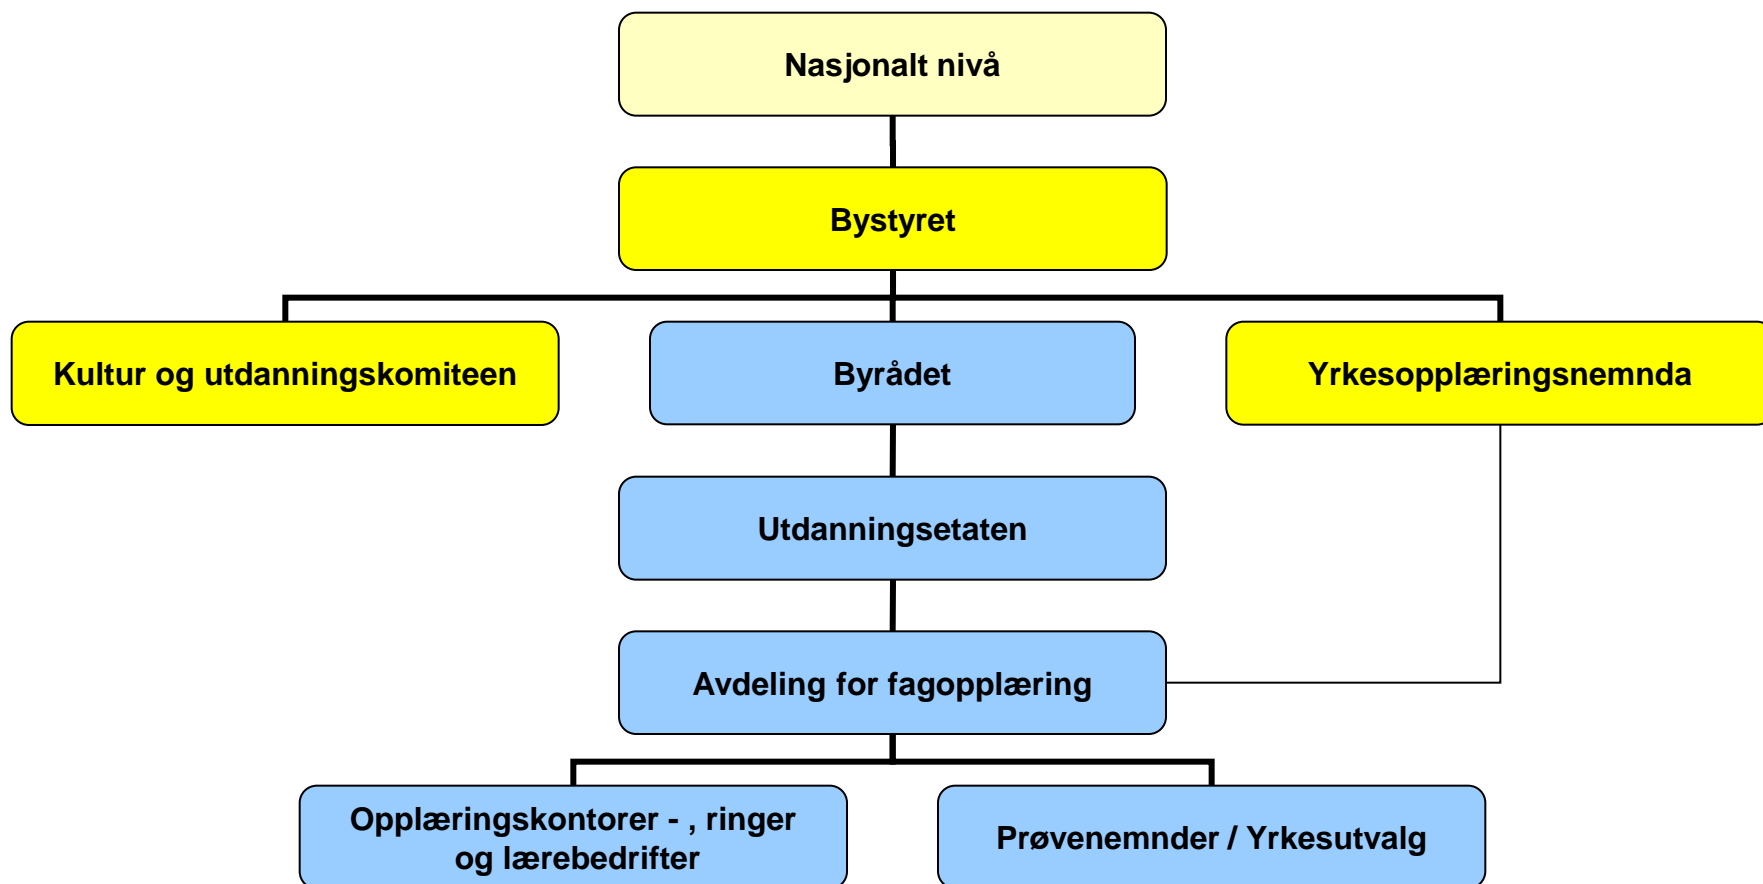 Nasjonalt nivå
Bystyret
Kultur og utdanningskomiteen
Byrådet
Yrkesopplæringsnemnda
Utdanningsetaten
Avdeling for fagopplæring
Opplæringskontorer - , ringer
og lærebedrifter
Prøvenemnder / Yrkesutvalg